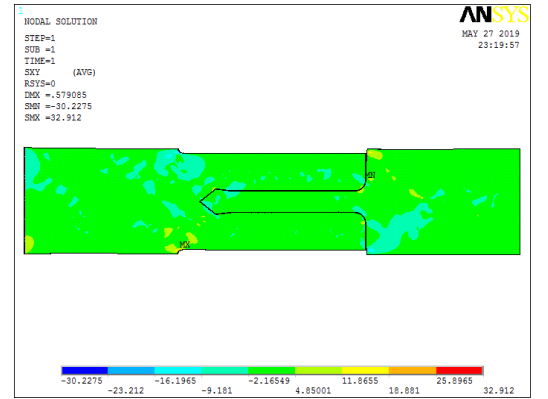 1
NODAL SOLUTION
ANSYS
STEP=1
SUB =1
TIME=1
SXY (AVG)
RSYS=0
DMX =.579085
SMN =-30.2275
SMX =32.912
MAY 27 2019
23:19:57
MN
MX
-30.2275 -16.1965 -2.16549 11.8655 25.8965
-23.212 -9.181 4.85001 18.881 32.912